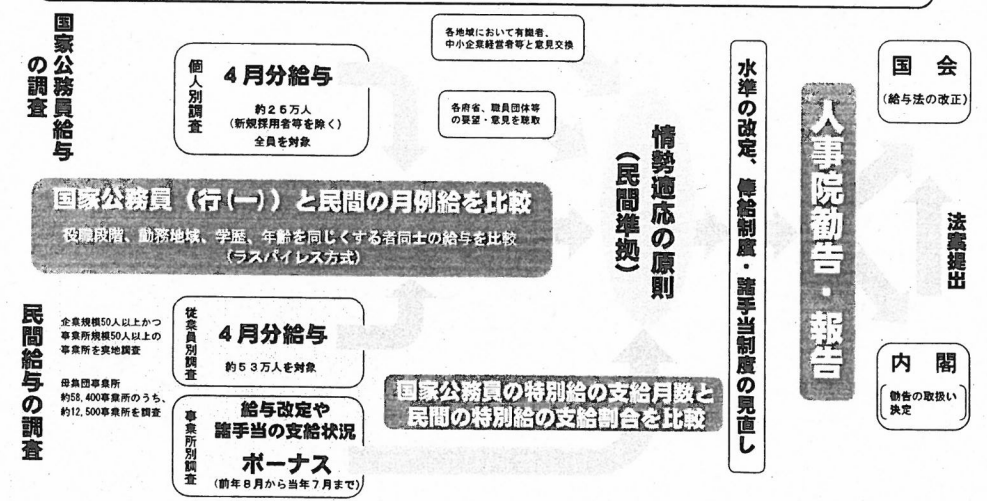 国家公務員給与
の調査
個人別調査
4月分給与
約25万人
(新規採用者等を除く)
全員を対象
各地域において有識者、
中小企業経営者等と意見交換
各府省、職員団体等
の要望・意見を聴取
国家公務員(行(一))と民間の月例給を比較
役職段階、勤務地域、学歴、年齢を同じくする者同士の給与を比較
(ラスパイレス方式)
民間給与の調査
企業規模50人以上かつ
事業所規模50人以上の
事業所を実地調査
母集団事業所
約58,400事業所のうち、
約12,500事業所を調査
従業員別調査
4月分給与
約53万人を対象
事業所別調査
給与改定や
諸手当の支給状況
ボーナス
(前年8月から当年7月まで)
国家公務員の特別給の支給月数と
民間の特別給の支給割合を比較
情勢適応の原則
(民間準拠)
水準の改定、俸給制度・諸手当制度の見直し
人事院勧告・報告
国会
(給与法の改正)
法案提出
内閣
勧告の取扱い
決定